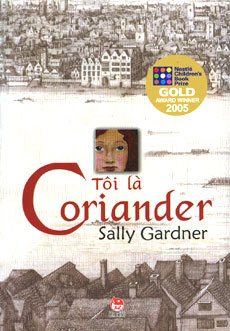 Nestlé
Children's
Book
Prize
GOLD
AWARD WINNER
2005
Tôi là
Coriander
Sally Gardner